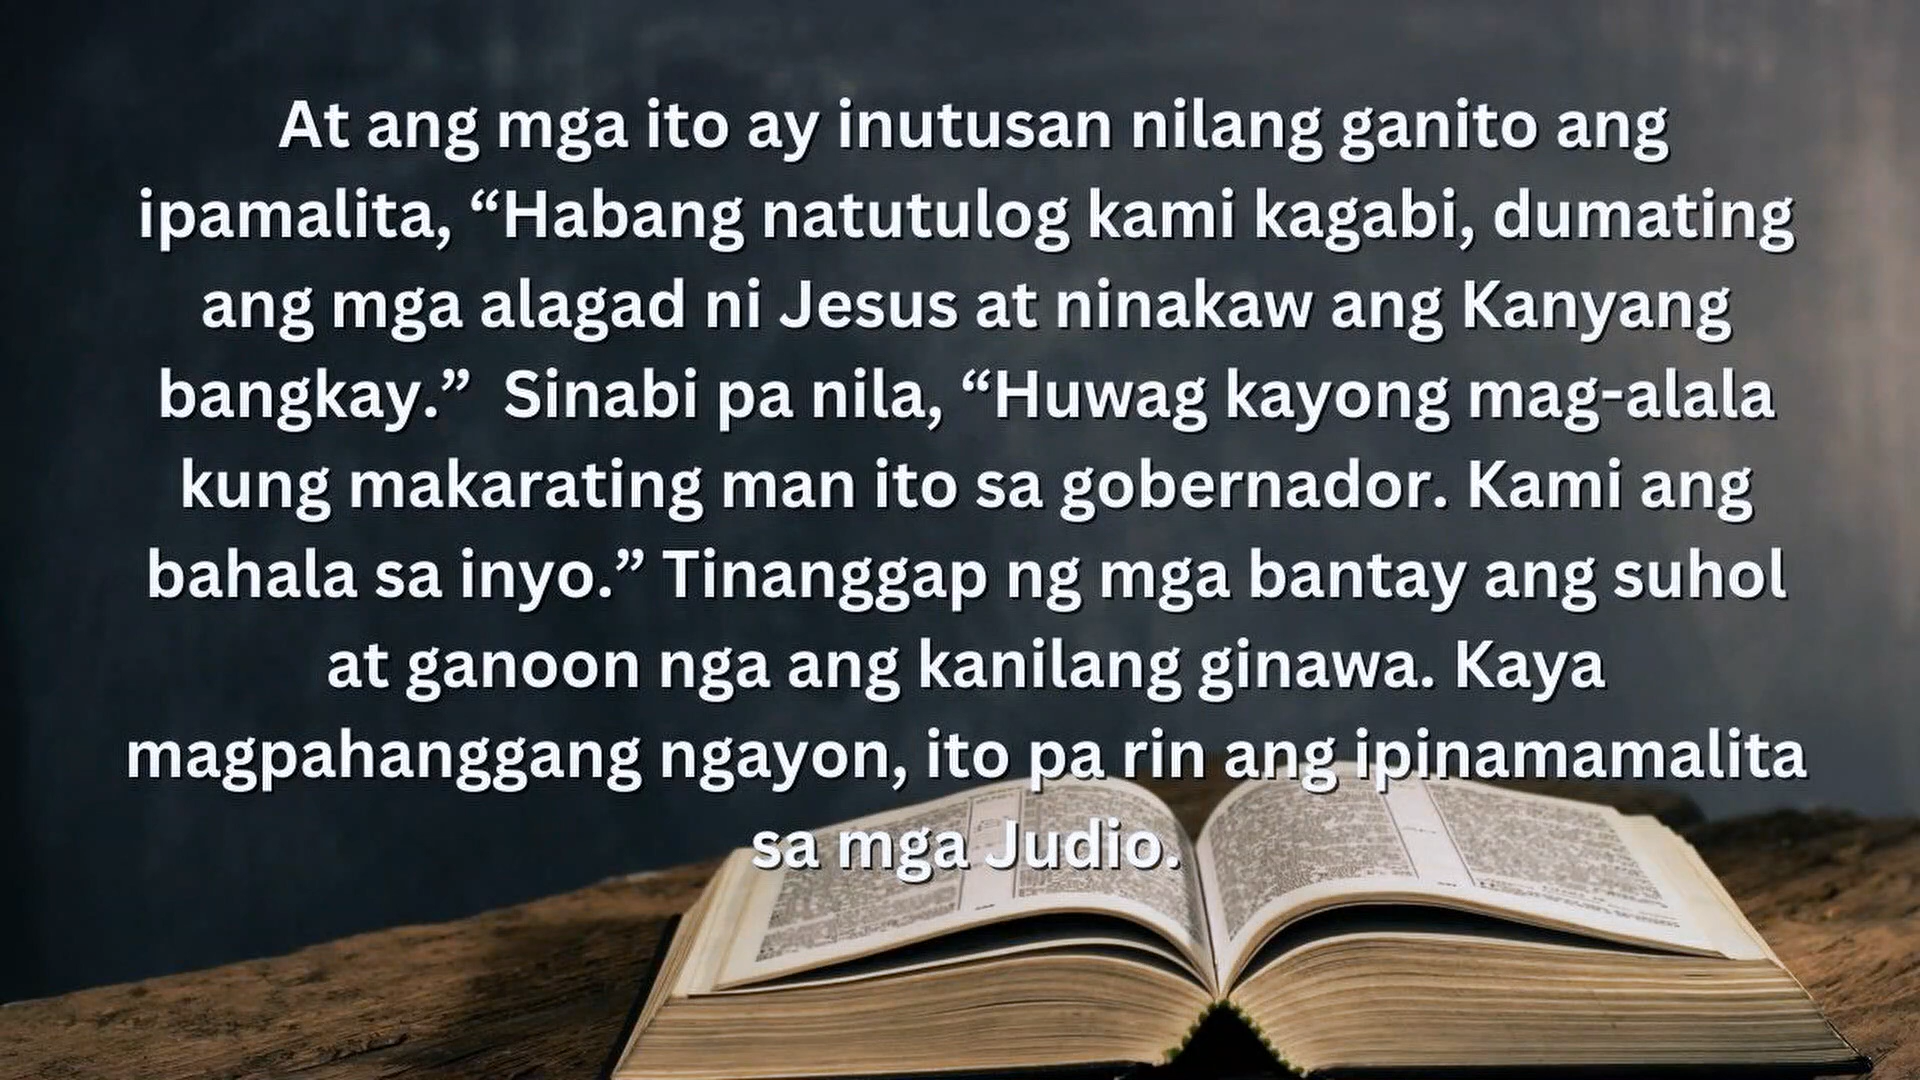 At ang mga ito ay inutusan nilang ganito ang
ipamalita, “Habang natutulog kami kagabi, dumating
ang mga alagad ni Jesus at ninakaw ang Kanyang
bangkay.”  Sinabi pa nila, “Huwag kayong mag-alala
kung makarating man ito sa gobernador. Kami ang
bahala sa inyo.” Tinanggap ng mga bantay ang suhol
at ganoon nga ang kanilang ginawa. Kaya
magpahanggang ngayon, ito pa rin ang ipinamamalita
sa mga Judio.